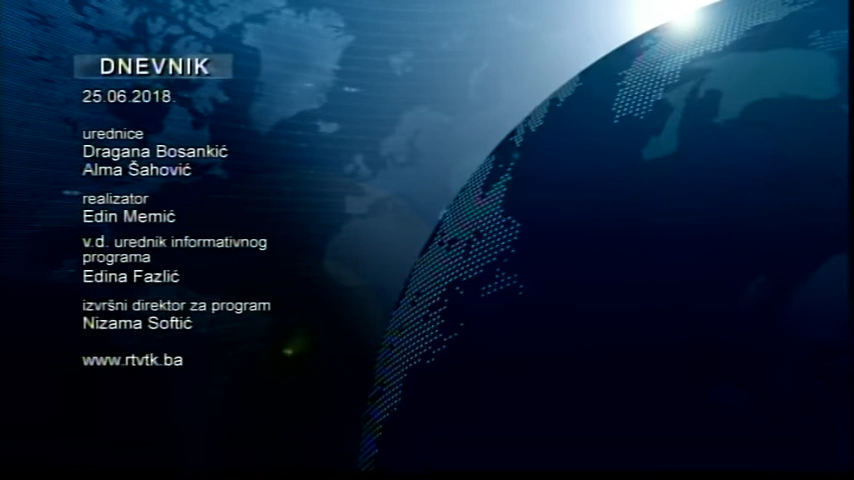 DNEVNIK
25.06.2018.
urednice
Dragana Bosankić
Alma Šahović
realizator
Edin Memić
v.d. urednik informativnog
programa
Edina Fazlić
izvršni direktor za program
Nizama Softić
www.rtvtk.ba